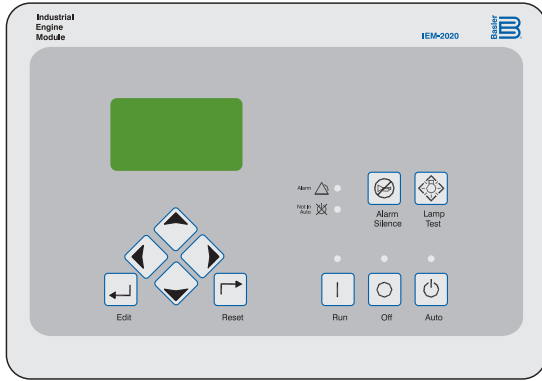 Industrial
Engine
Module
IEM-2020
Basler
Alarm
Not In
Auto
Alarm
Silence
Lamp
Test
Edit
Reset
Run
Off
Auto